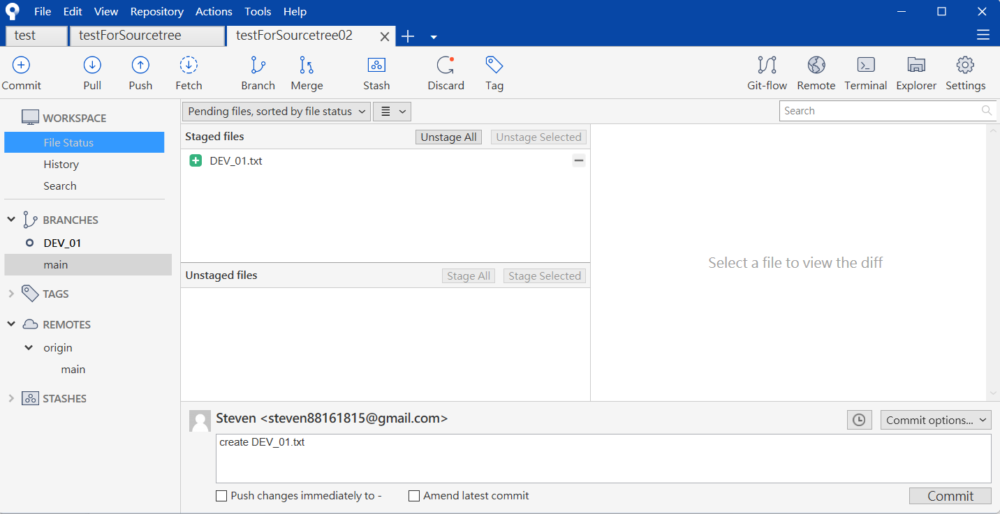 File Edit View Repository Actions Tools Help
test testForSourcetree testForSourcetree02
Commit Pull Push Fetch Branch Merge Stash Discard Tag Git-flow Remote Terminal Explorer Settings
WORKSPACE
File Status
History
Search
BRANCHES
DEV_01
main
TAGS
REMOTES
origin
main
STASHES
Pending files, sorted by file status
Search
Staged files Unstage All Unstage Selected
DEV_01.txt
Unstaged files Stage All Stage Selected
Select a file to view the diff
Steven <steven88161815@gmail.com> Commit options...
create DEV_01.txt
Push changes immediately to - Amend latest commit Commit